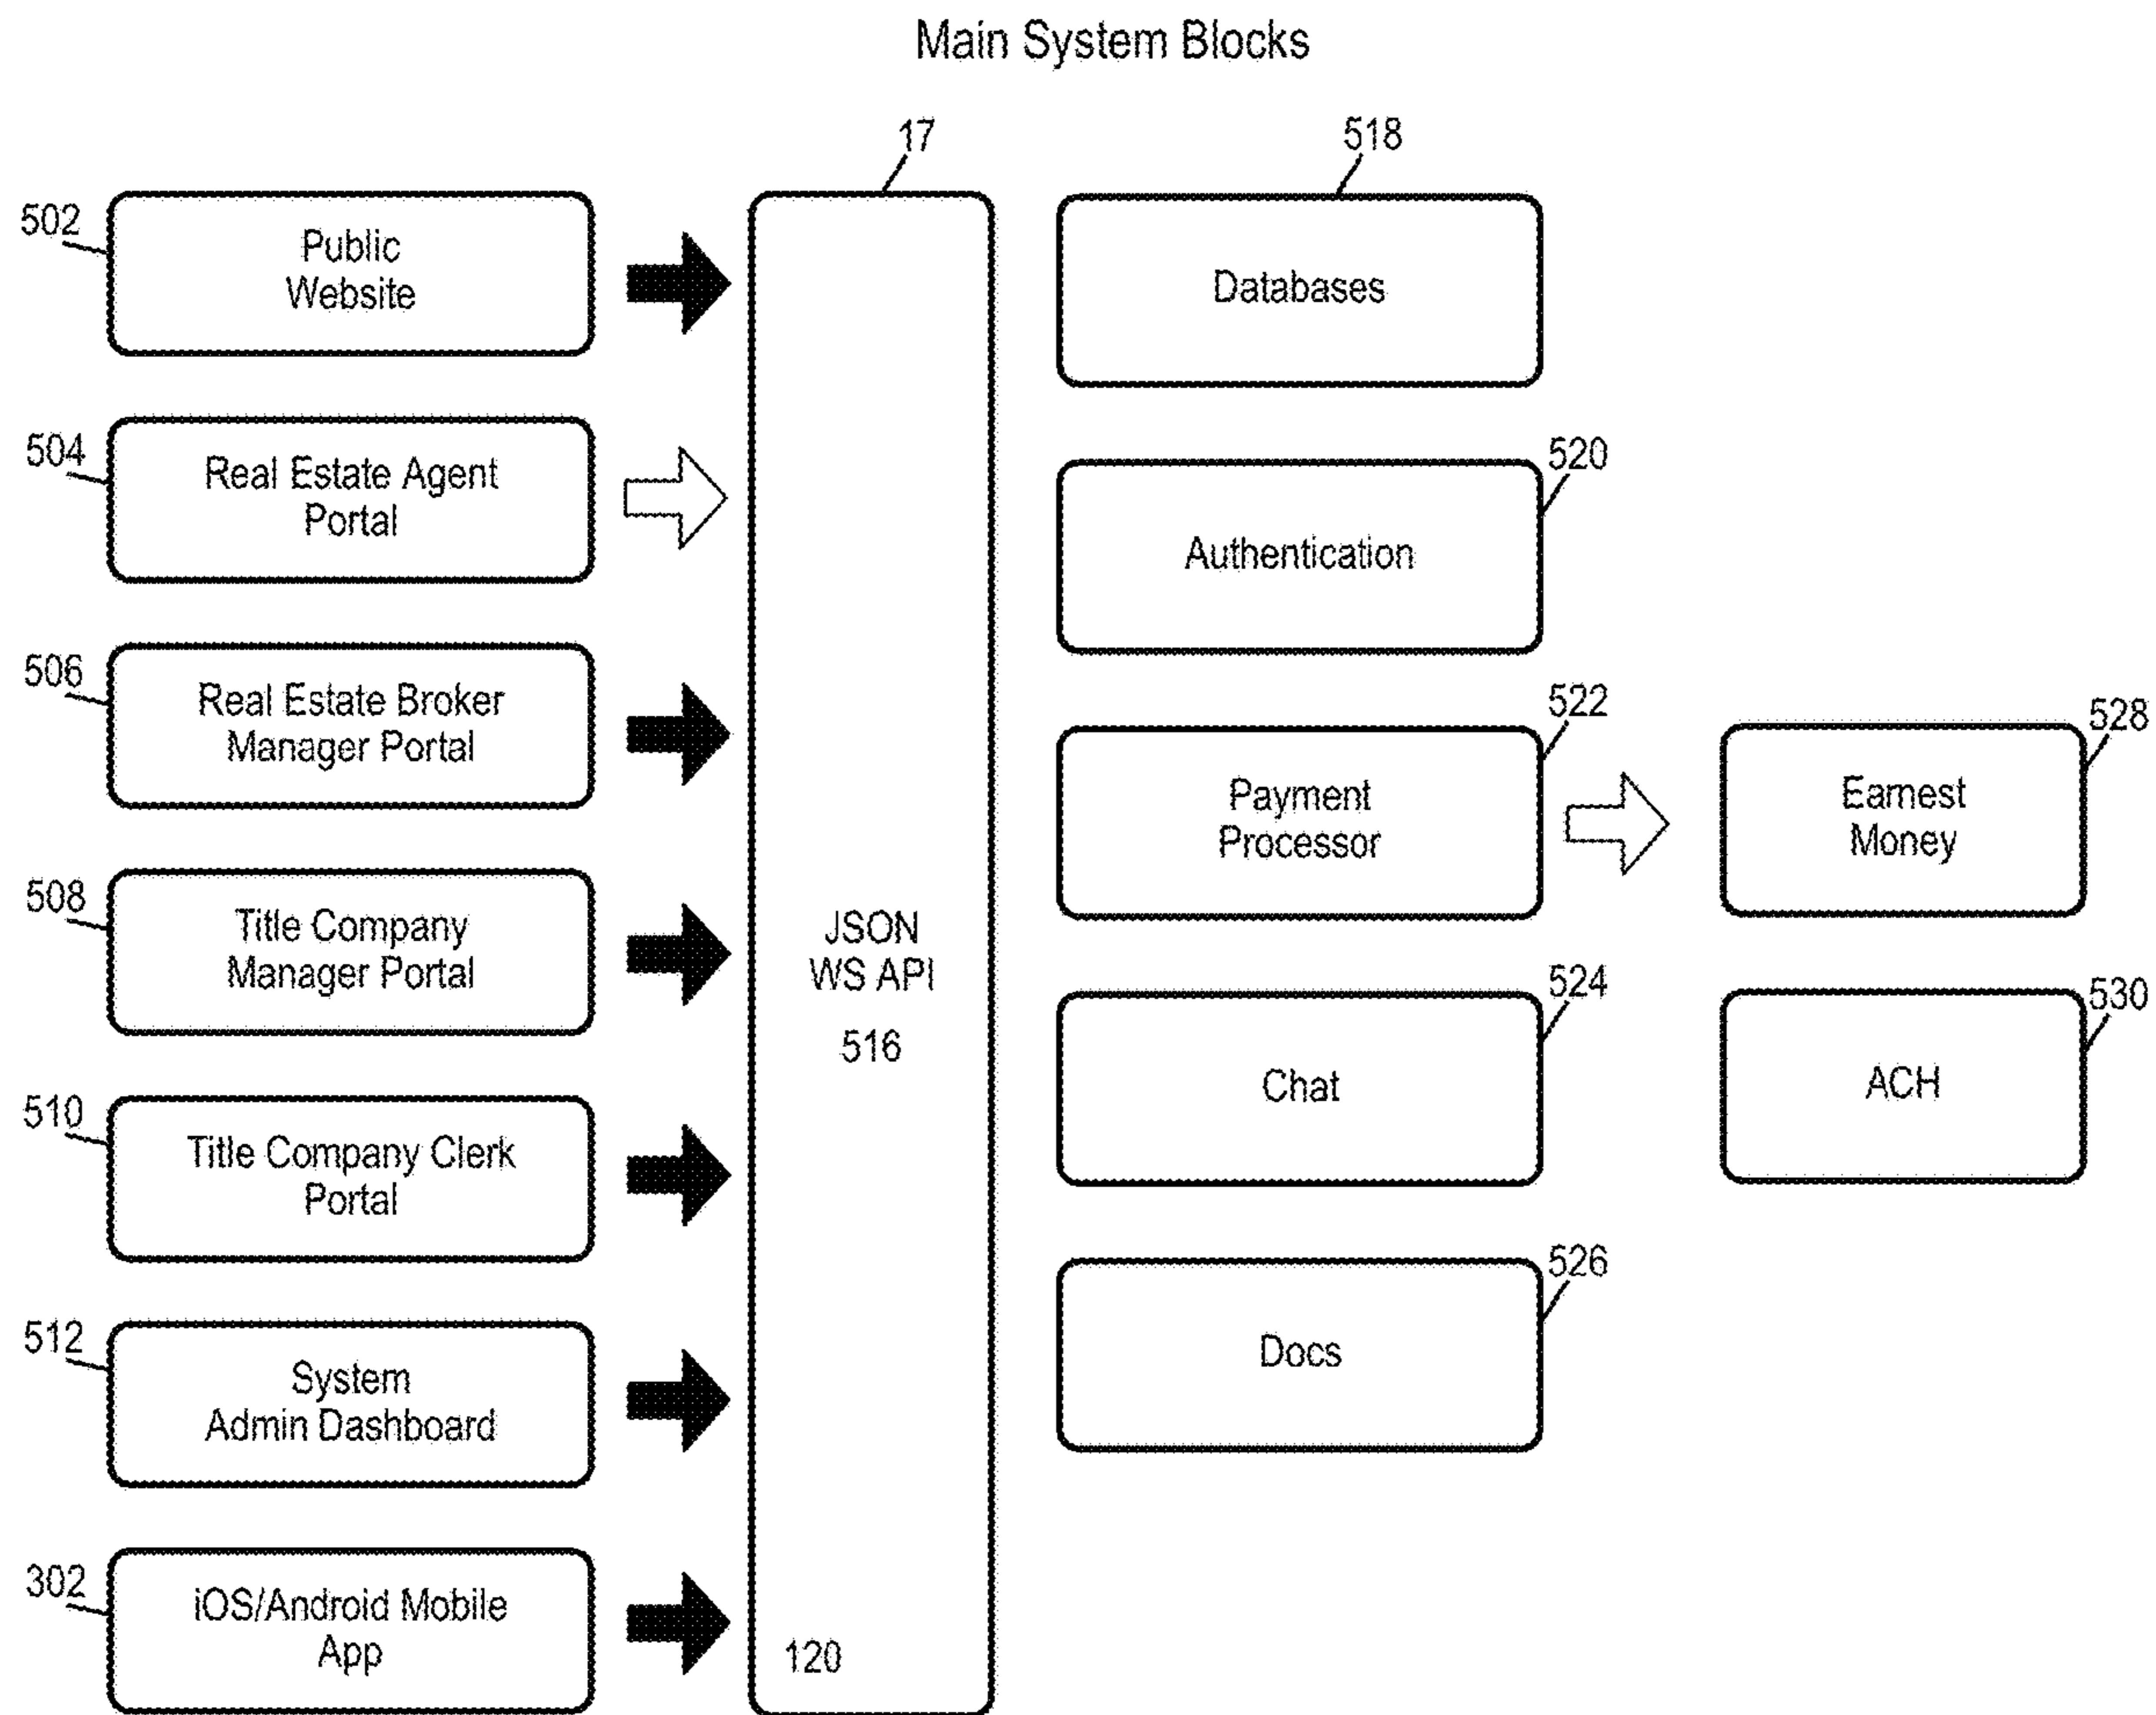 Main System Blocks
17
518
502
Public
Website
Databases
504
Real Estate Agent
Portal
520
Authentication
506
Real Estate Broker
Manager Portal
522
Payment
Processor
528
Earnest
Money
508
Title Company
Manager Portal
JSON
WS API
516
524
Chat
530
ACH
510
Title Company Clerk
Portal
526
Docs
512
System
Admin Dashboard
302
iOS/Android Mobile
App
120